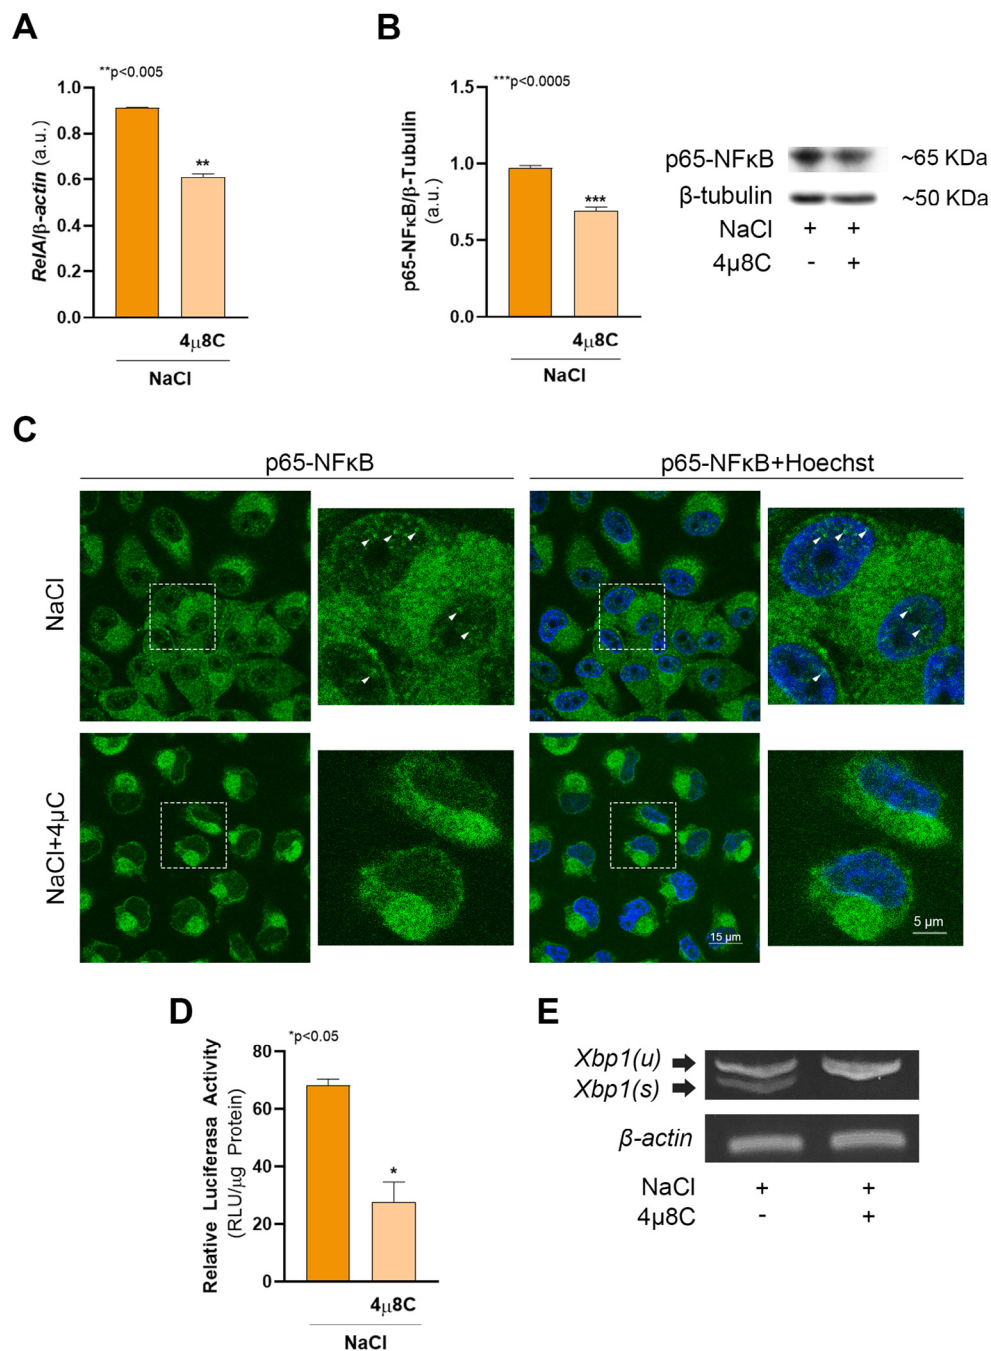 A
**p<0.005
RelA/β-actin (a.u.)
1.0
0.8
0.6
0.4
0.2
0.0
**
4μ8C
NaCl
B
***p<0.0005
p65-NFκB/β-Tubulin
(a.u.)
1.5
1.0
0.5
0.0
***
4μ8C
NaCl
p65-NFκB
~65 KDa
β-tubulin
~50 KDa
NaCl + +
4μ8C - +
C
p65-NFκB
p65-NFκB+Hoechst
NaCl
NaCl+4μC
15 μm
5 μm
D
*p<0.05
Relative Luciferasa Activity
(RLU/μg Protein)
80
60
40
20
0
*
4μ8C
NaCl
E
Xbp1(u)
Xbp1(s)
β-actin
NaCl + +
4μ8C - +